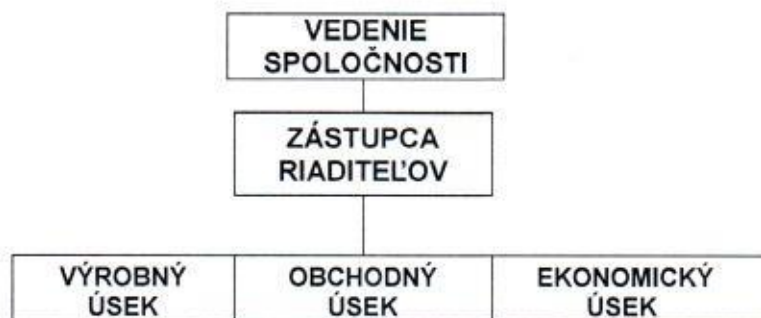 VEDENIE
SPOLOČNOSTI
ZÁSTUPCA
RIADITEĽOV
VÝROBNÝ
ÚSEK
OBCHODNÝ
ÚSEK
EKONOMICKÝ
ÚSEK